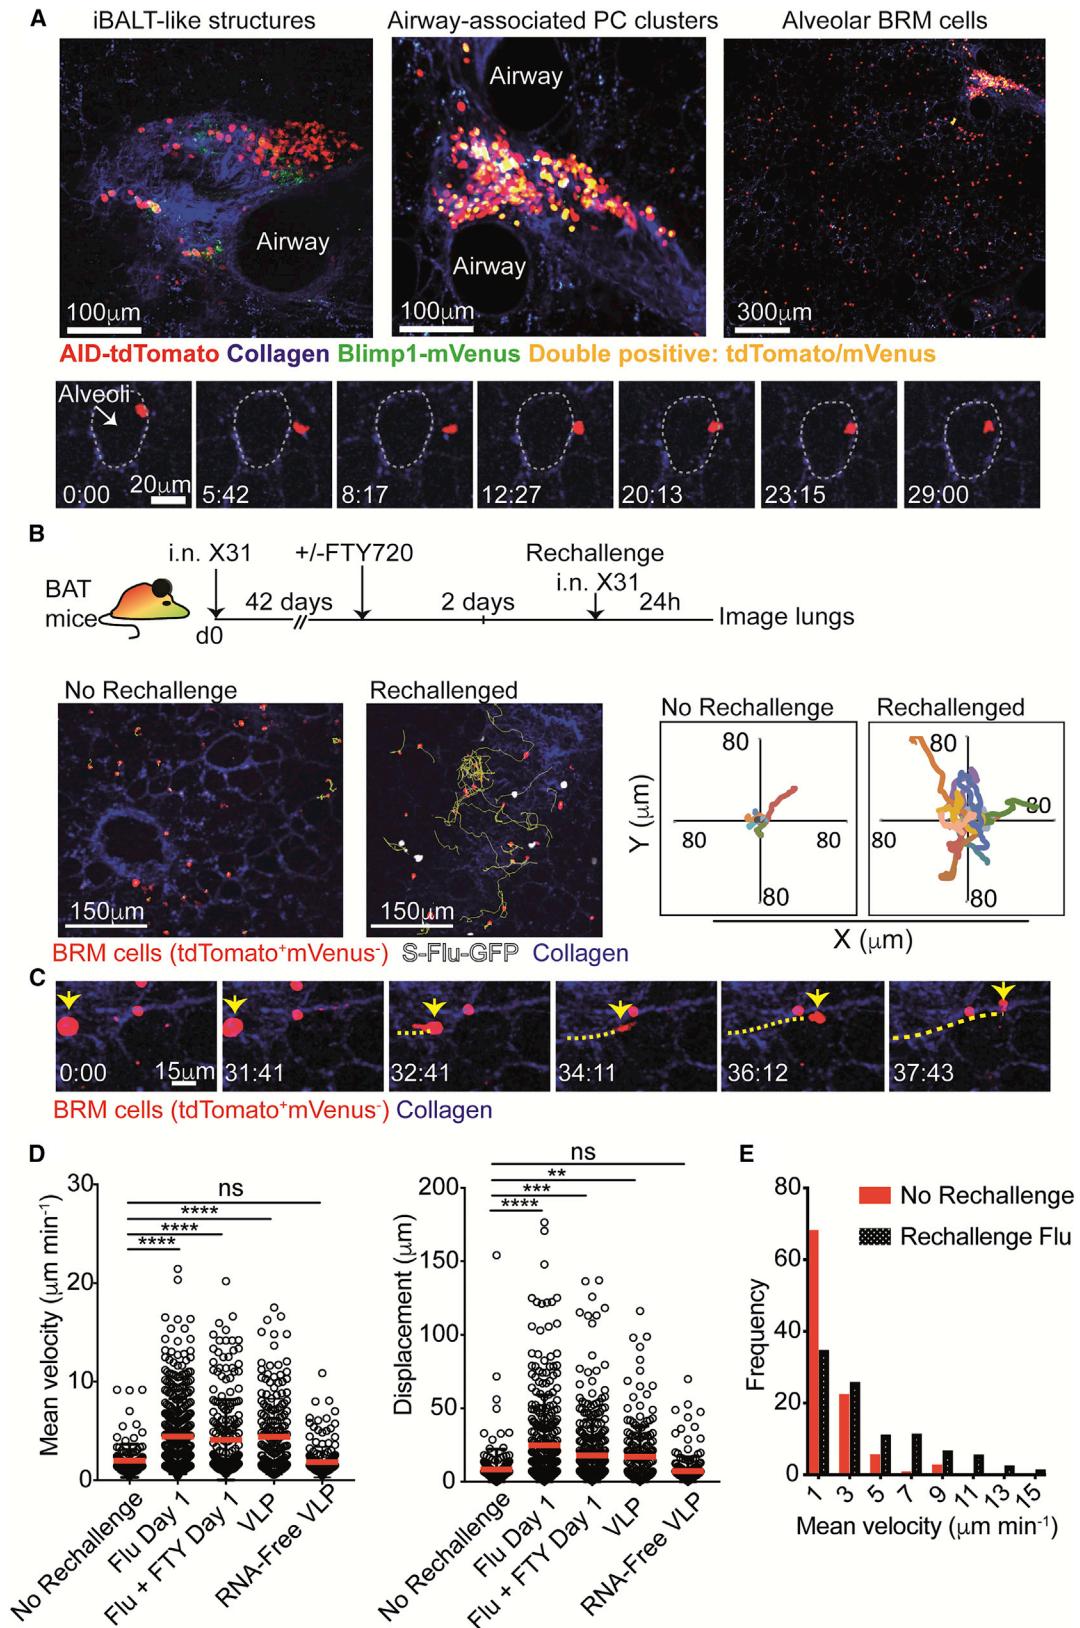 A
iBALT-like structures
Airway-associated PC clusters
Alveolar BRM cells
Airway
100µm
Airway
Airway
100µm
300µm
AID-tdTomato Collagen Blimp1-mVenus Double positive: tdTomato/mVenus
Alveoli
0:00
20µm
5:42
8:17
12:27
20:13
23:15
29:00
B
i.n. X31
+/-FTY720
Rechallenge
i.n. X31
BAT
mice
42 days
2 days
24h
Image lungs
d0
No Rechallenge
Rechallenged
150µm
150µm
BRM cells (tdTomato⁺mVenus⁻) S-Flu-GFP Collagen
No Rechallenge
Rechallenged
80
80
80
80
80
80
80
80
Y (µm)
X (µm)
C
0:00
15µm
31:41
32:41
34:11
36:12
37:43
BRM cells (tdTomato⁺mVenus⁻) Collagen
D
Mean velocity (µm min⁻¹)
30
20
10
0
ns
****
****
****
No Rechallenge
Flu Day 1
Flu + FTY Day 1
VLP
RNA-Free VLP
Displacement (µm)
200
150
100
50
0
ns
**
***
****
No Rechallenge
Flu Day 1
Flu + FTY Day 1
VLP
RNA-Free VLP
E
No Rechallenge
Rechallenge Flu
Frequency
80
60
40
20
0
1 3 5 7 9 11 13 15
Mean velocity (µm min⁻¹)